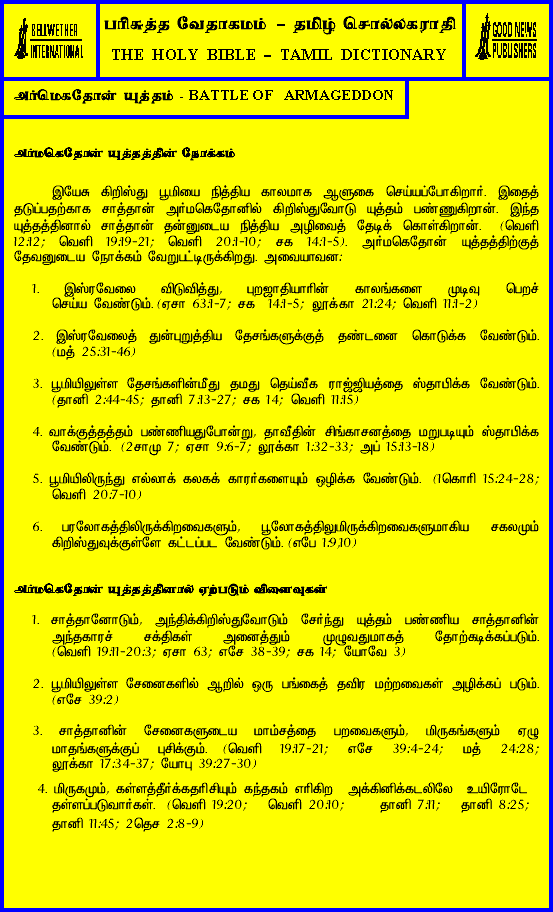 BELLWETHER
INTERNATIONAL
பரிசுத்த வேதாகமம் – தமிழ் சொல்லகராதி
THE HOLY BIBLE – TAMIL DICTIONARY
GOOD NEWS
PUBLISHERS
அர்மெகதோன் யுத்தம் - BATTLE OF ARMAGEDDON
அர்மகெதோன் யுத்தத்தின் நோக்கம்
இயேசு கிறிஸ்து பூமியை நித்திய காலமாக ஆளுகை செய்யப்போகிறார். இதைத்
தடுப்பதற்காக சாத்தான் அர்மகெதோனில் கிறிஸ்துவோடு யுத்தம் பண்ணுகிறான். இந்த
யுத்தத்தினால் சாத்தான் தன்னுடைய நித்திய அழிவைத் தேடிக் கொள்கிறான். (வெளி
12:12; வெளி 19:19-21; வெளி 20:1-10; சக 14:1-5). அர்மகெதோன் யுத்தத்திற்குத்
தேவனுடைய நோக்கம் வேறுபட்டிருக்கிறது. அவையாவன:
1. இஸ்ரவேலை விடுவித்து, புறஜாதியாரின் காலங்களை முடிவு பெறச்
செய்ய வேண்டும். (ஏசா 63:1-7; சக 14:1-5; லூக்கா 21:24; வெளி 11:1-2)
2. இஸ்ரவேலைத் துன்புறுத்திய தேசங்களுக்குத் தண்டனை கொடுக்க வேண்டும்.
(மத் 25:31-46)
3. பூமியிலுள்ள தேசங்களின்மீது தமது தெய்வீக ராஜ்ஜியத்தை ஸ்தாபிக்க வேண்டும்.
(தானி 2:44-45; தானி 7:13-27; சக 14; வெளி 11:15)
4. வாக்குத்தத்தம் பண்ணியதுபோன்று, தாவீதின் சிங்காசனத்தை மறுபடியும் ஸ்தாபிக்க
வேண்டும். (2சாமு 7; ஏசா 9:6-7; லூக்கா 1:32-33; அப் 15:13-18)
5. பூமியிலிருந்து எல்லாக் கலகக் காரர்களையும் ஒழிக்க வேண்டும். (1கொரி 15:24-28;
வெளி 20:7-10)
6. பரலோகத்திலிருக்கிறவைகளும், பூலோகத்திலுமிருக்கிறவைகளுமாகிய சகலமும்
கிறிஸ்துவுக்குள்ளே கட்டப்பட வேண்டும். (எபே 1:9,10)
அர்மகெதோன் யுத்தத்தினால் ஏற்படும் விளைவுகள்
1. சாத்தானோடும், அந்திக்கிறிஸ்துவோடும் சேர்ந்து யுத்தம் பண்ணிய சாத்தானின்
அந்தகாரச் சக்திகள் அனைத்தும் முழுவதுமாகத் தோற்கடிக்கப்படும்.
(வெளி 19:11-20:3; ஏசா 63; எசே 38-39; சக 14; யோவே 3)
2. பூமியிலுள்ள சேனைகளில் ஆறில் ஒரு பங்கைத் தவிர மற்றவைகள் அழிக்கப் படும்.
(எசே 39:2)
3. சாத்தானின் சேனைகளுடைய மாம்சத்தை பறவைகளும், மிருகங்களும் ஏழு
மாதங்களுக்குப் புசிக்கும். (வெளி 19:17-21; எசே 39:4-24; மத் 24:28;
லூக்கா 17:34-37; யோபு 39:27-30)
4. மிருகமும், கள்ளத்தீர்க்கதரிசியும் கந்தகம் எரிகிற அக்கினிக்கடலிலே உயிரோடே
தள்ளப்படுவார்கள். (வெளி 19:20; வெளி 20:10; தானி 7:11; தானி 8:25;
தானி 11:45; 2தெச 2:8-9)